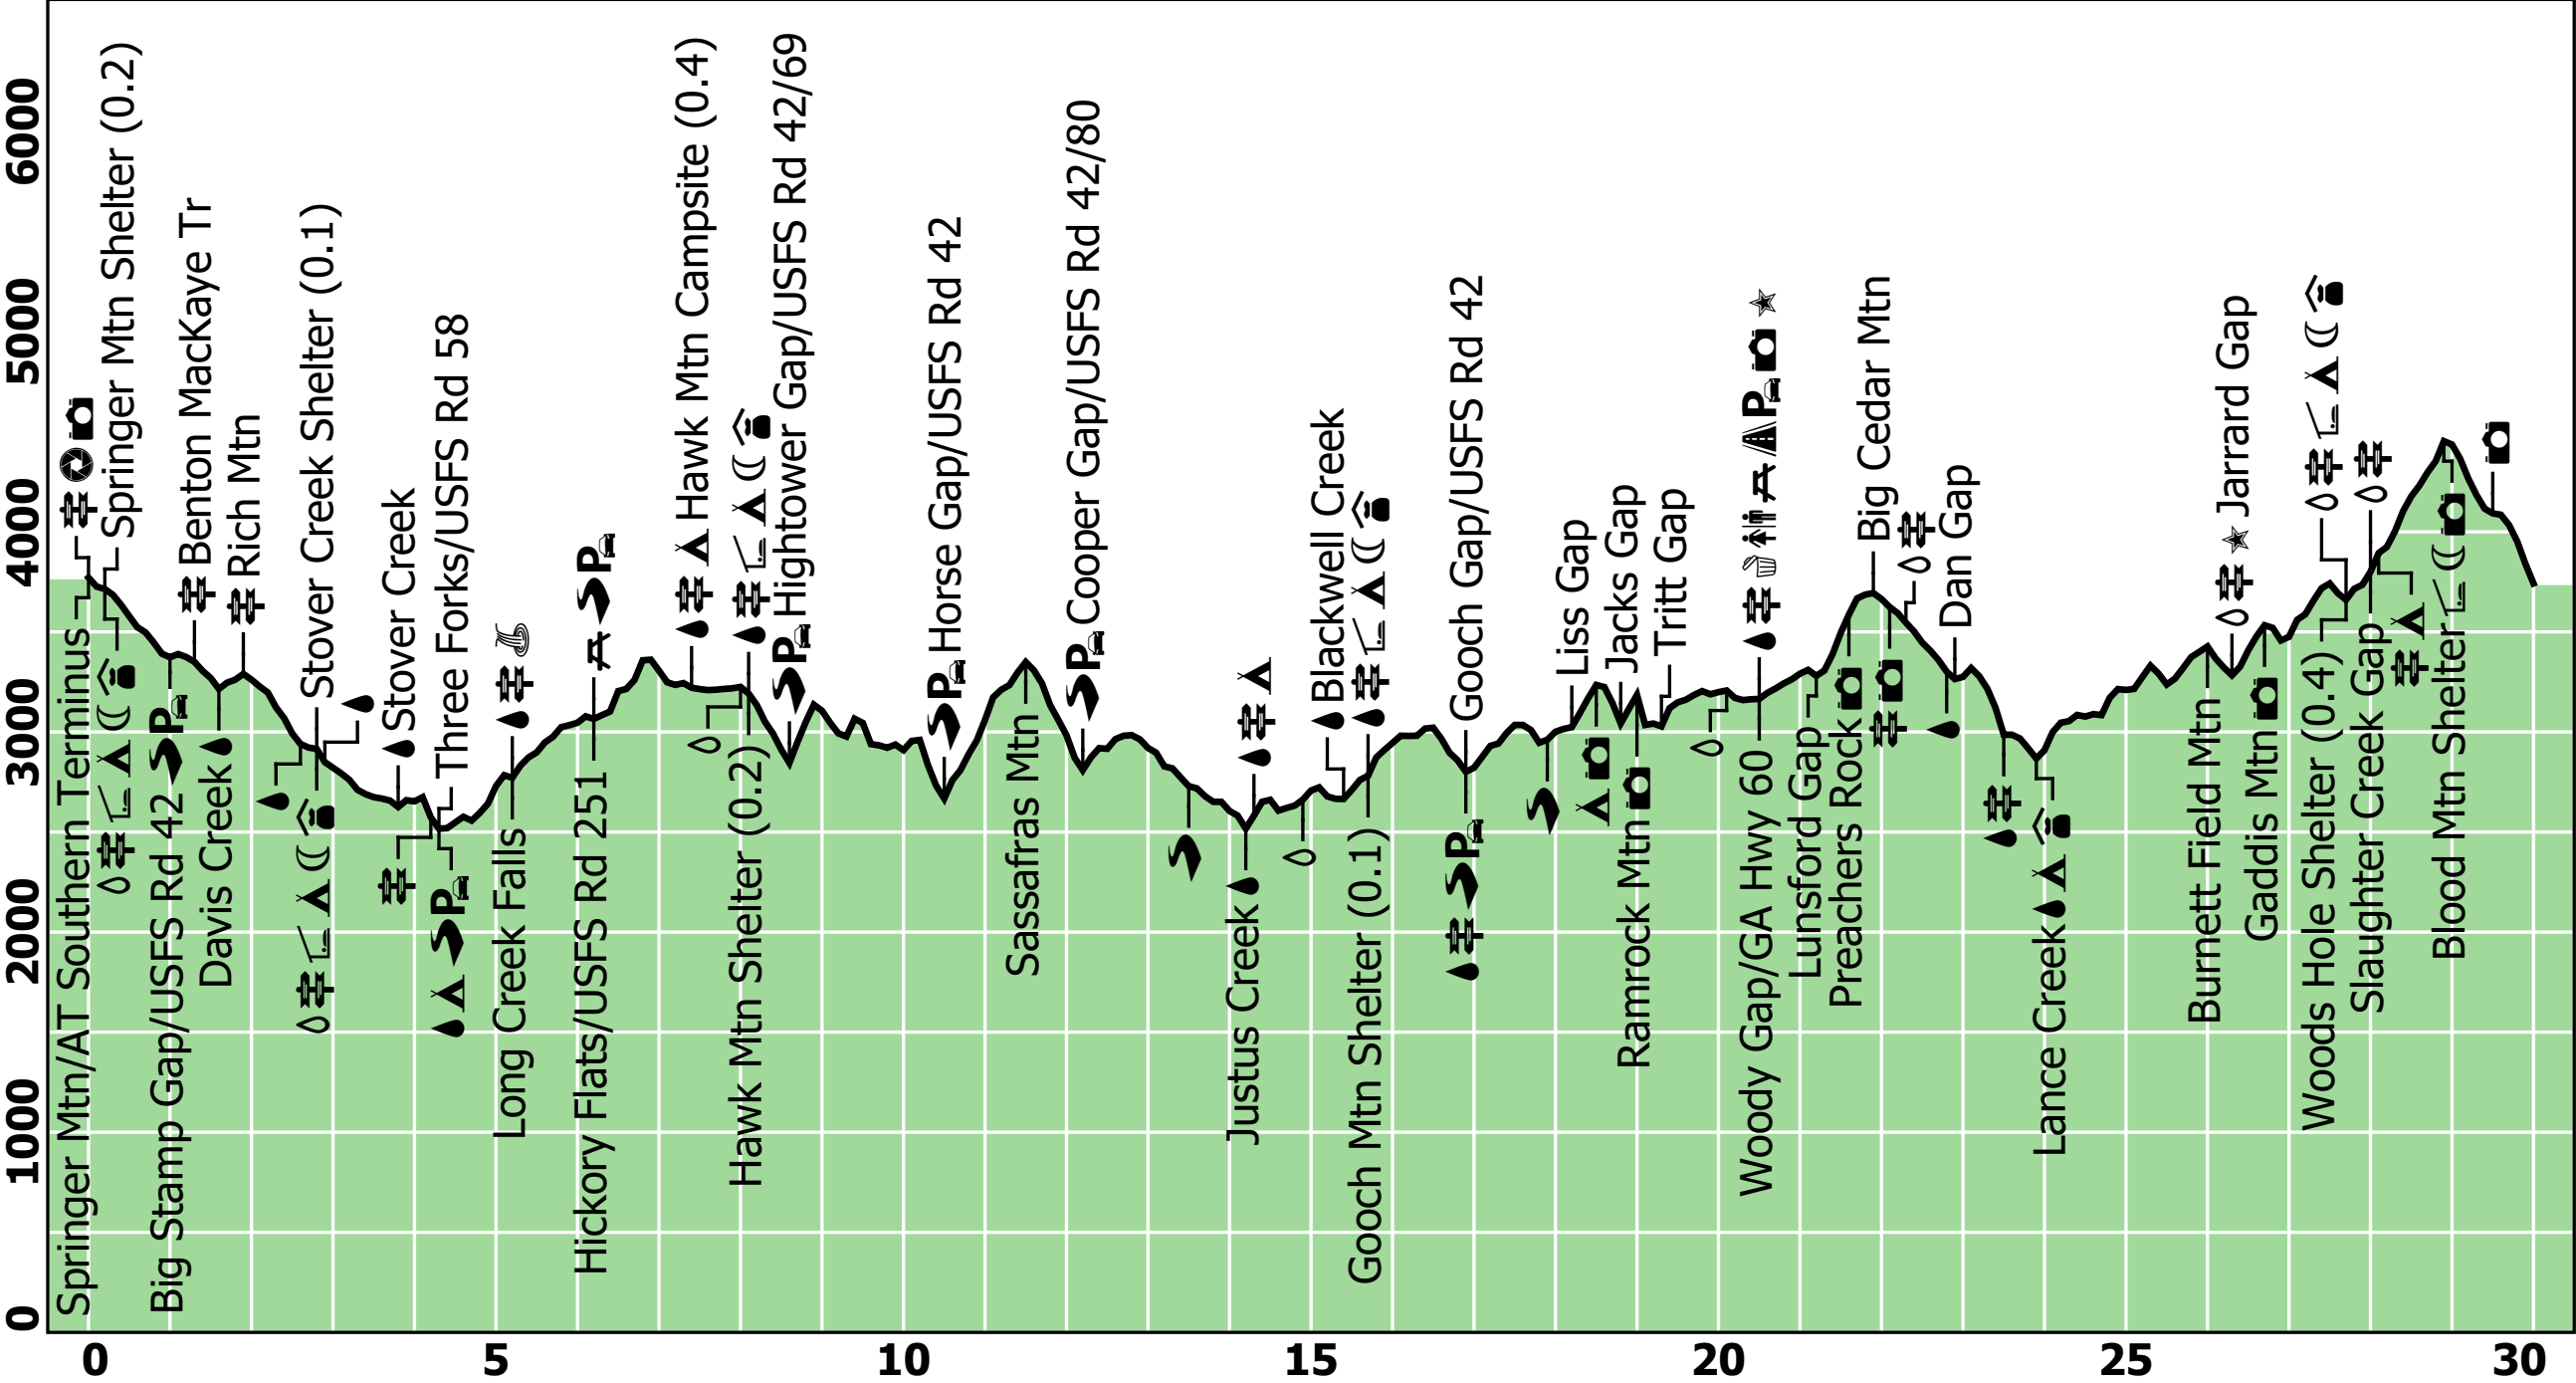 6000
5000
4000
3000
2000
1000
0
Springer Mtn/AT Southern Terminus
Springer Mtn Shelter (0.2)
Big Stamp Gap/USFS Rd 42 P
Benton MacKaye Tr
Davis Creek
Rich Mtn
Stover Creek Shelter (0.1)
Stover Creek
Three Forks/USFS Rd 58
P
Long Creek Falls
Hickory Flats/USFS Rd 251
P
Hawk Mtn Campsite (0.4)
Hawk Mtn Shelter (0.2)
P Hightower Gap/USFS Rd 42/69
P Horse Gap/USFS Rd 42
Sassafras Mtn
P Cooper Gap/USFS Rd 42/80
Justus Creek
Blackwell Creek
Gooch Mtn Shelter (0.1)
Gooch Gap/USFS Rd 42
P
Liss Gap
Jacks Gap
Ramrock Mtn
Tritt Gap
Woody Gap/GA Hwy 60
P
Lunsford Gap
Preachers Rock
Big Cedar Mtn
Dan Gap
Lance Creek
Burnett Field Mtn
Jarrard Gap
Gaddis Mtn
Woods Hole Shelter (0.4)
Slaughter Creek Gap
Blood Mtn Shelter
0 5 10 15 20 25 30